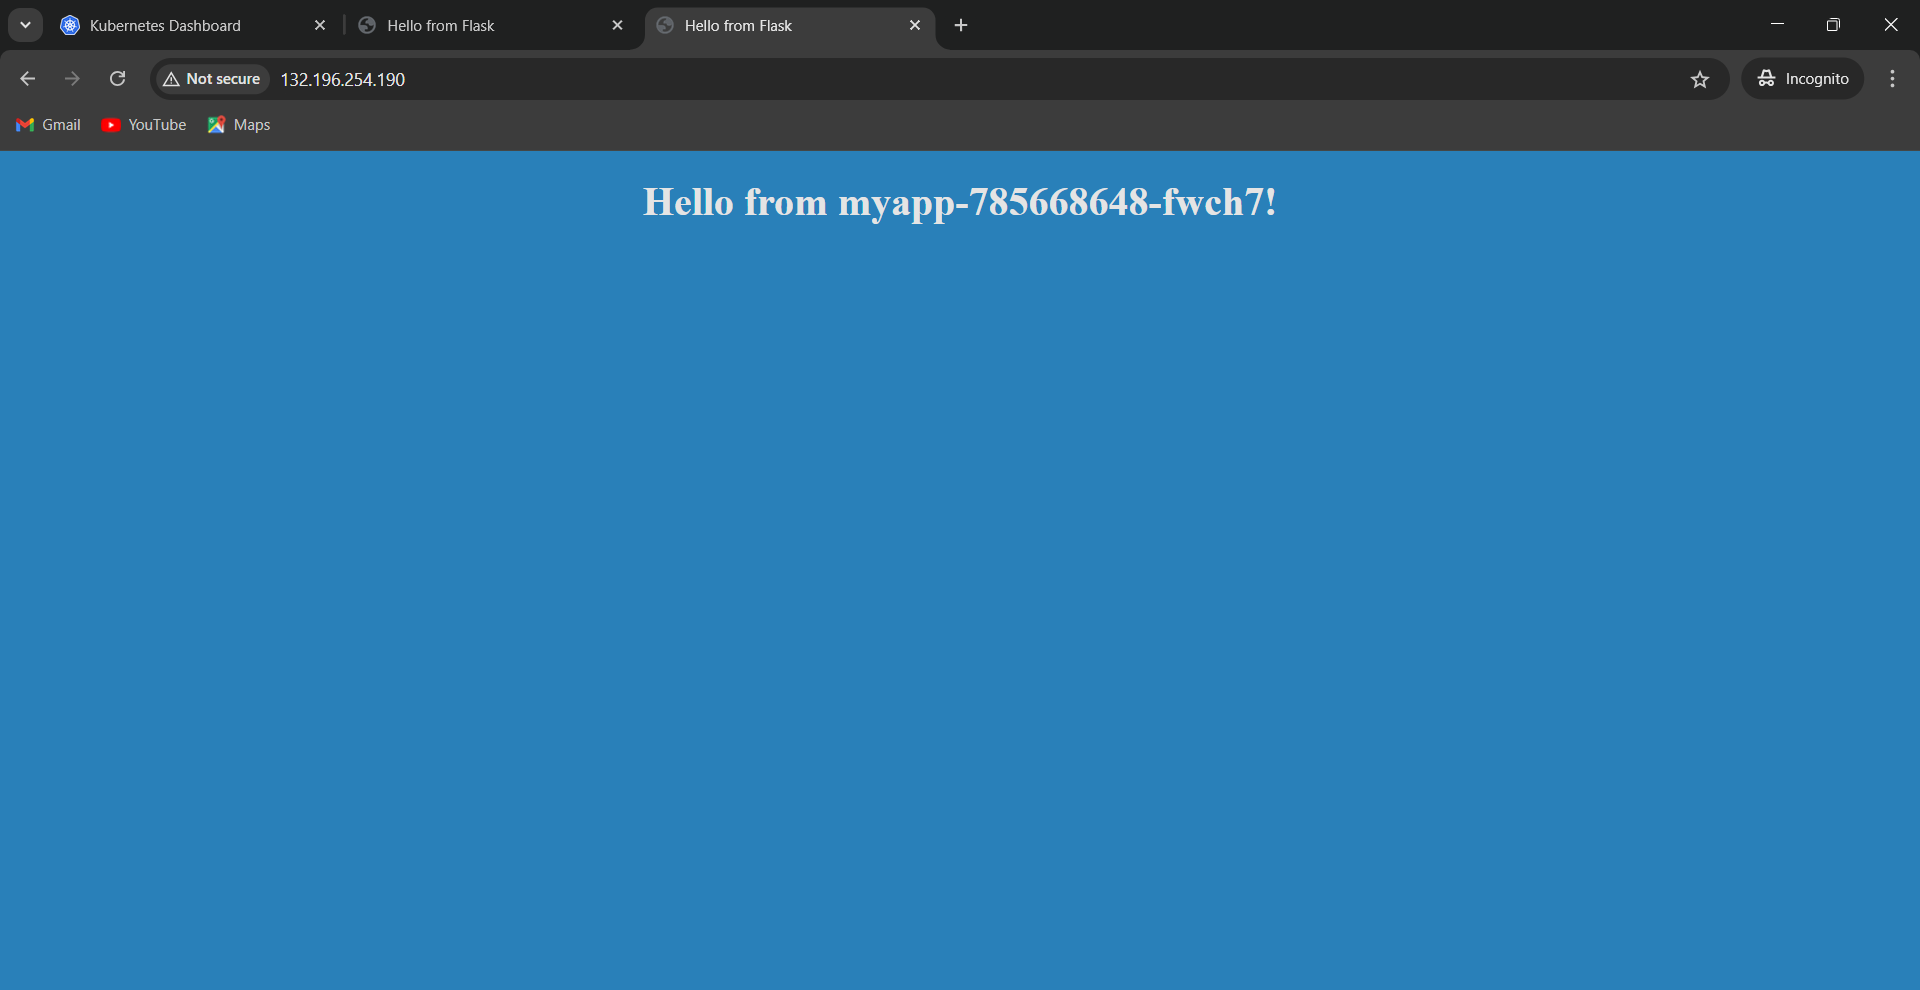 Kubernetes Dashboard
Hello from Flask
Hello from Flask
Not secure
132.196.254.190
Incognito
Gmail
YouTube
Maps
Hello from myapp-785668648-fwch7!